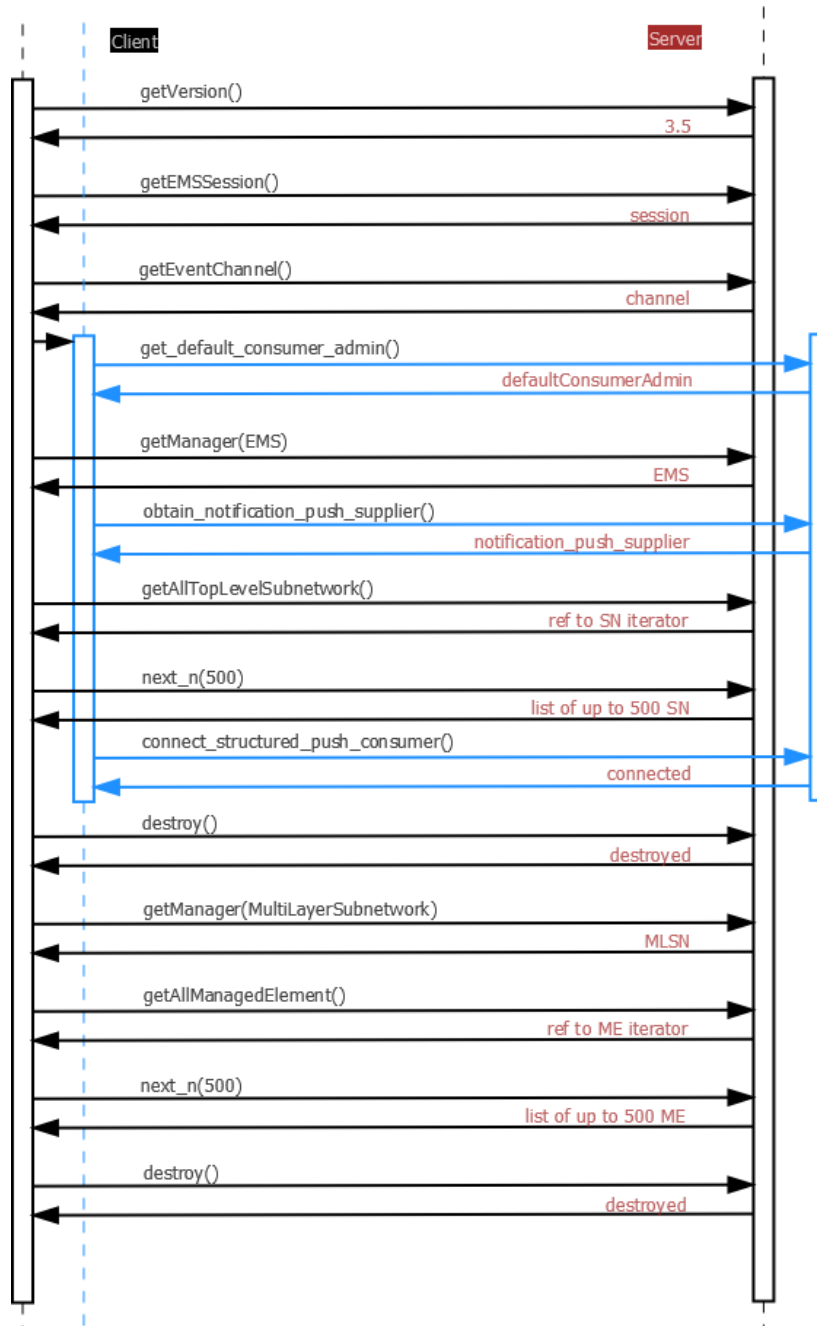 Client
Server
getVersion()
3.5
getEMSSession()
session
getEventChannel()
channel
get_default_consumer_admin()
defaultConsumerAdmin
getManager(EMS)
EMS
obtain_notification_push_supplier()
notification_push_supplier
getAllTopLevelSubnetwork()
ref to SN iterator
next_n(500)
list of up to 500 SN
connect_structured_push_consumer()
connected
destroy()
destroyed
getManager(MultiLayerSubnetwork)
MLSN
getAllManagedElement()
ref to ME iterator
next_n(500)
list of up to 500 ME
destroy()
destroyed